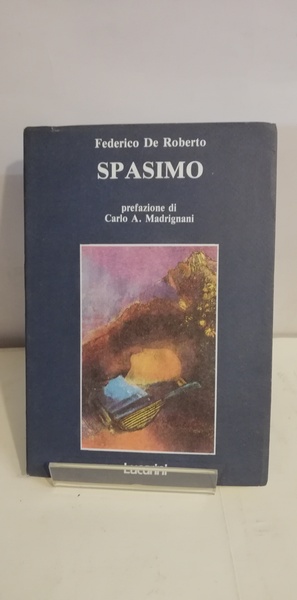 Federico De Roberto
SPASIMO
prefazione di
Carlo A. Madrignani
Lucarini